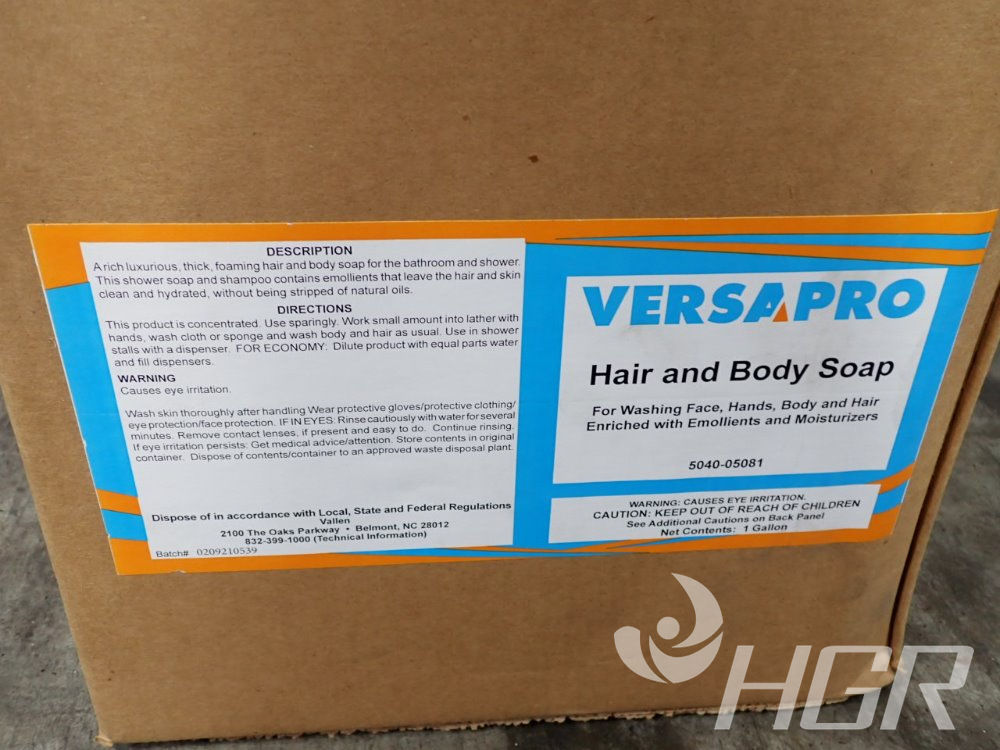 DESCRIPTION
A rich luxurious, thick, foaming hair and body soap for the bathroom and shower.
This shower soap and shampoo contains emollients that leave the hair and skin
clean and hydrated, without being stripped of natural oils.
DIRECTIONS
This product is concentrated. Use sparingly. Work small amount into lather with
hands, wash cloth or sponge and wash body and hair as usual. Use in shower
stalls with a dispenser. FOR ECONOMY: Dilute product with equal parts water
and fill dispensers.
WARNING
Causes eye irritation.
Wash skin thoroughly after handling Wear protective gloves/protective clothing/
eye protection/face protection. IF IN EYES: Rinse cautiously with water for several
minutes. Remove contact lenses, if present and easy to do. Continue rinsing.
If eye irritation persists: Get medical advice/attention. Store contents in original
container. Dispose of contents/container to an approved waste disposal plant.
Dispose of in accordance with Local, State and Federal Regulations
Vallen
2100 The Oaks Parkway • Belmont, NC 28012
832-399-1000 (Technical Information)
Batch# 0209210539
VERSAPRO
Hair and Body Soap
For Washing Face, Hands, Body and Hair
Enriched with Emollients and Moisturizers
5040-05081
WARNING: CAUSES EYE IRRITATION.
CAUTION: KEEP OUT OF REACH OF CHILDREN
See Additional Cautions on Back Panel
Net Contents: 1 Gallon
HGR